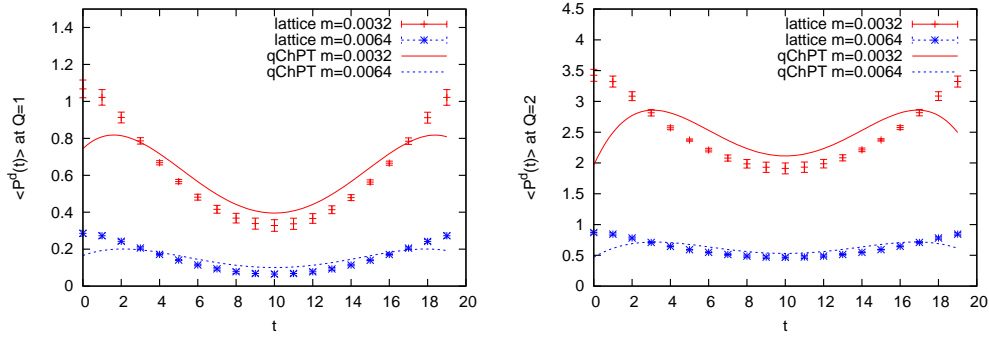 <P^d(t)> at Q=1
1.4
1.2
1
0.8
0.6
0.4
0.2
0
0 2 4 6 8 10 12 14 16 18 20
t
lattice m=0.0032
lattice m=0.0064
qChPT m=0.0032
qChPT m=0.0064
<P^d(t)> at Q=2
4.5
4
3.5
3
2.5
2
1.5
1
0.5
0
0 2 4 6 8 10 12 14 16 18 20
t
lattice m=0.0032
lattice m=0.0064
qChPT m=0.0032
qChPT m=0.0064